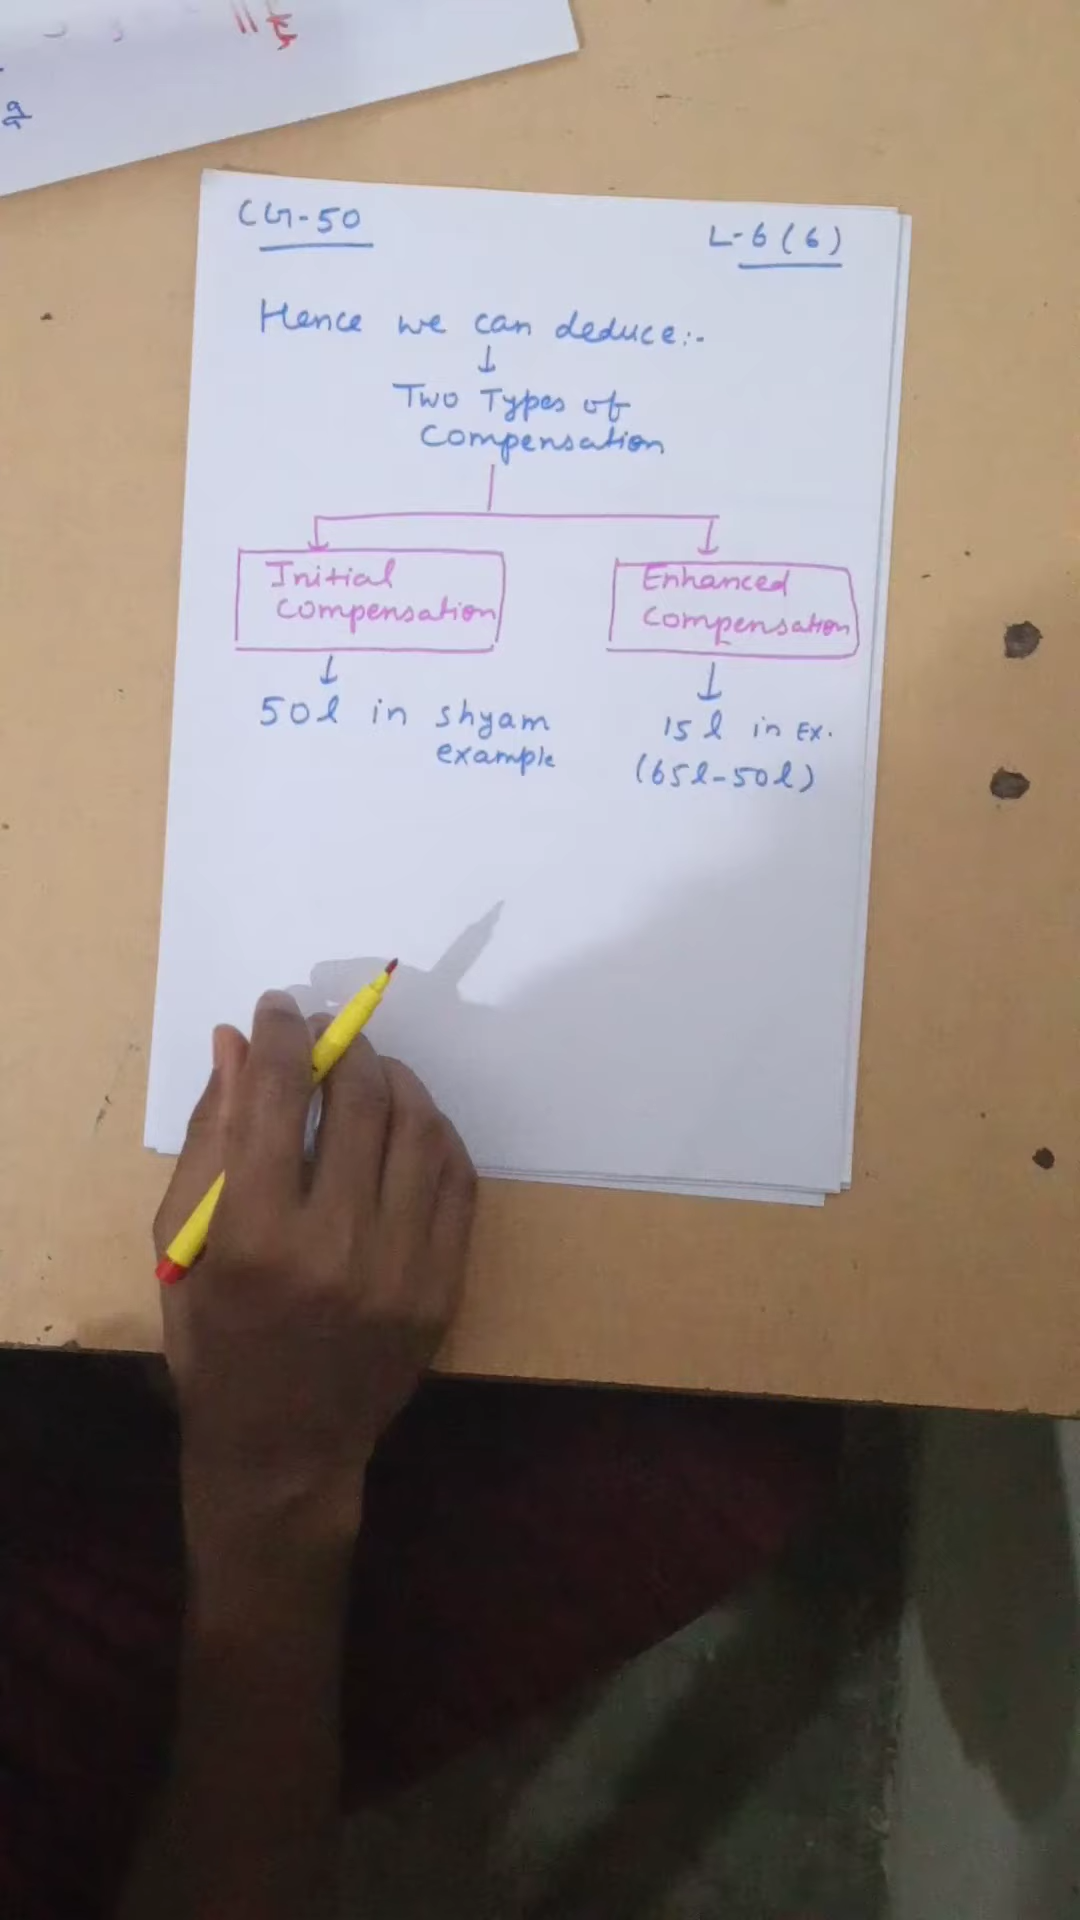 CG-50
L-6(6)
Hence we can deduce:-
↓
Two Types of
Compensation
Initial
compensation
Enhanced
compensation
↓
↓
50l in shyam
example
15l in Ex.
(65l-50l)